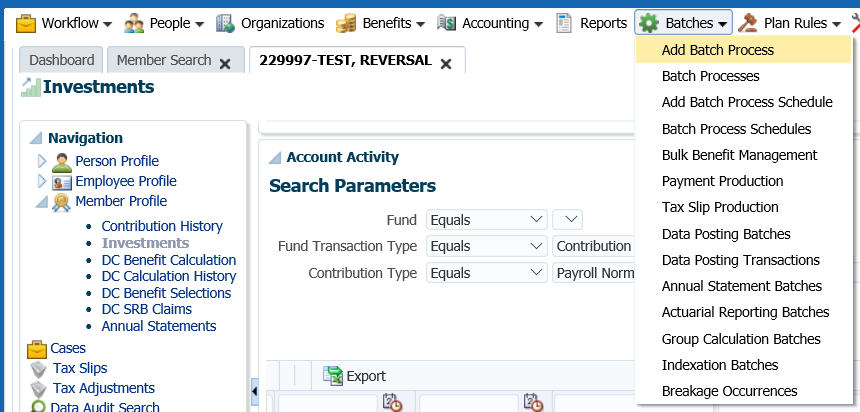 Workflow People Organizations Benefits Accounting Reports Batches Plan Rules
Dashboard Member Search 229997-TEST, REVERSAL
Investments
Navigation
Person Profile
Employee Profile
Member Profile
Contribution History
Investments
DC Benefit Calculation
DC Calculation History
DC Benefit Selections
DC SRB Claims
Annual Statements
Cases
Tax Slips
Tax Adjustments
Data Audit Search
Account Activity
Search Parameters
Fund Equals
Fund Transaction Type Equals Contribution
Contribution Type Equals Payroll Norm
Export
Add Batch Process
Batch Processes
Add Batch Process Schedule
Batch Process Schedules
Bulk Benefit Management
Payment Production
Tax Slip Production
Data Posting Batches
Data Posting Transactions
Annual Statement Batches
Actuarial Reporting Batches
Group Calculation Batches
Indexation Batches
Breakage Occurrences